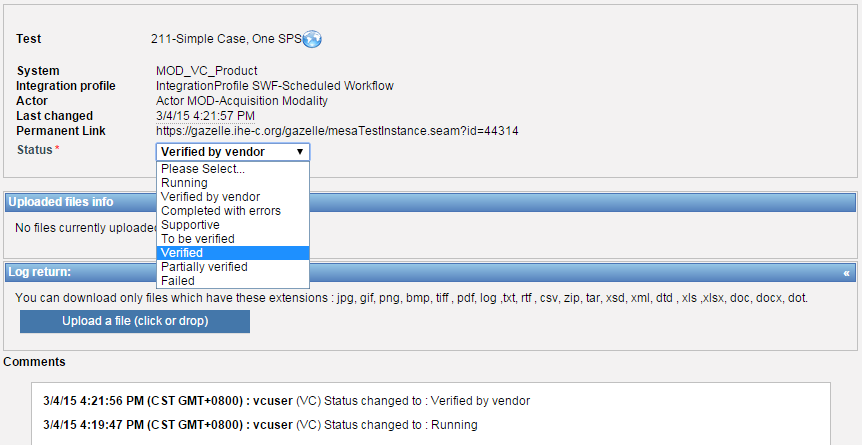 Test 211-Simple Case, One SPS
System MOD_VC_Product
Integration profile IntegrationProfile SWF-Scheduled Workflow
Actor Actor MOD-Acquisition Modality
Last changed 3/4/15 4:21:57 PM
Permanent Link https://gazelle.ihe-c.org/gazelle/mesaTestInstance.seam?id=44314
Status * Verified by vendor ▼
Please Select...
Running
Verified by vendor
Completed with errors
Supportive
To be verified
Verified
Partially verified
Failed
Uploaded files info
No files currently uploaded
Log return: «
You can download only files which have these extensions : jpg, gif, png, bmp, tiff , pdf, log ,txt, rtf , csv, zip, tar, xsd, xml, dtd , xls ,xlsx, doc, docx, dot.
Upload a file (click or drop)
Comments
3/4/15 4:21:56 PM (CST GMT+0800) : vcuser (VC) Status changed to : Verified by vendor
3/4/15 4:19:47 PM (CST GMT+0800) : vcuser (VC) Status changed to : Running